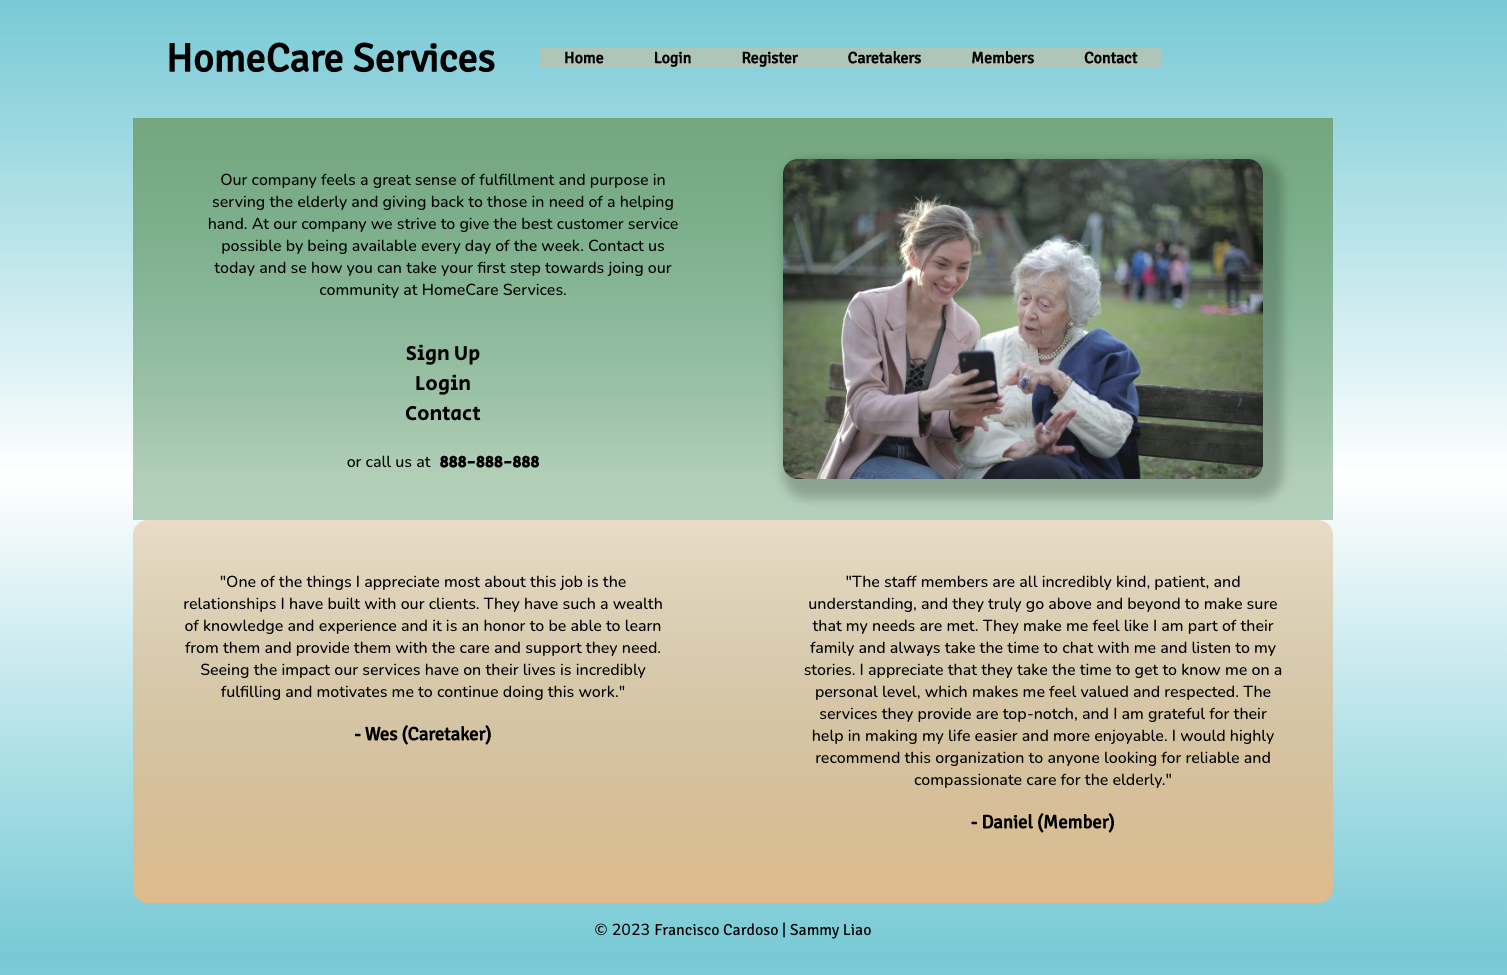 HomeCare Services
Home Login Register Caretakers Members Contact
Our company feels a great sense of fulfillment and purpose in
serving the elderly and giving back to those in need of a helping
hand. At our company we strive to give the best customer service
possible by being available every day of the week. Contact us
today and se how you can take your first step towards joing our
community at HomeCare Services.
Sign Up
Login
Contact
or call us at 888-888-888
"One of the things I appreciate most about this job is the
relationships I have built with our clients. They have such a wealth
of knowledge and experience and it is an honor to be able to learn
from them and provide them with the care and support they need.
Seeing the impact our services have on their lives is incredibly
fulfilling and motivates me to continue doing this work."
- Wes (Caretaker)
"The staff members are all incredibly kind, patient, and
understanding, and they truly go above and beyond to make sure
that my needs are met. They make me feel like I am part of their
family and always take the time to chat with me and listen to my
stories. I appreciate that they take the time to get to know me on a
personal level, which makes me feel valued and respected. The
services they provide are top-notch, and I am grateful for their
help in making my life easier and more enjoyable. I would highly
recommend this organization to anyone looking for reliable and
compassionate care for the elderly."
- Daniel (Member)
© 2023 Francisco Cardoso | Sammy Liao